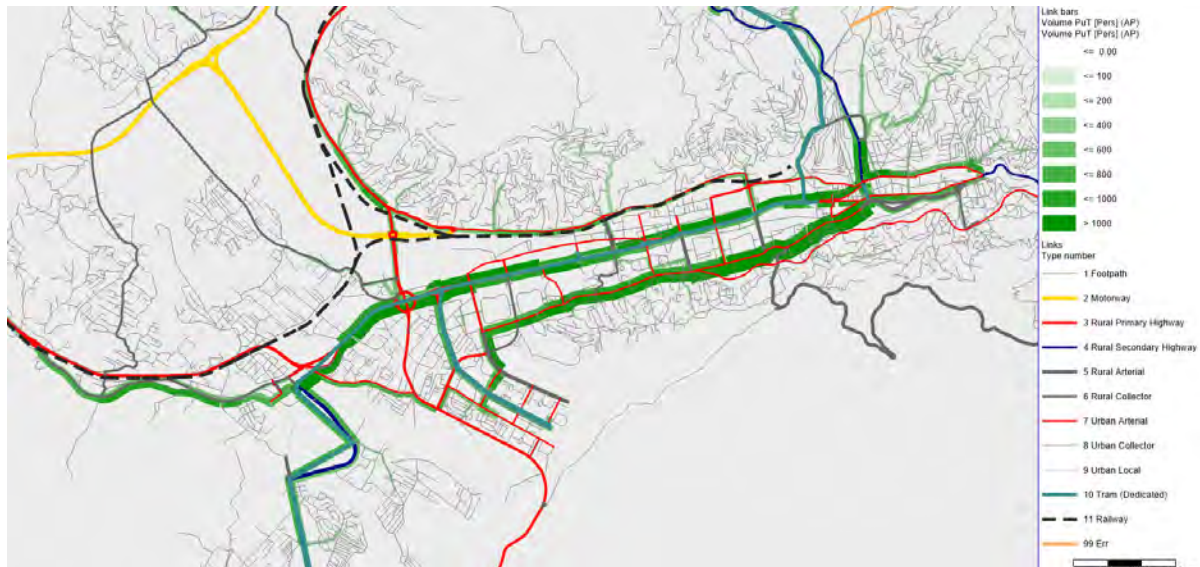 Link bars
Volume PuT [Pers] (AP)
Volume PuT [Pers] (AP)
<= 0.00
<= 100
<= 200
<= 400
<= 600
<= 800
<= 1000
> 1000
Links
Type number
1 Footpath
2 Motorway
3 Rural Primary Highway
4 Rural Secondary Highway
5 Rural Arterial
6 Rural Collector
7 Urban Arterial
8 Urban Collector
9 Urban Local
10 Tram (Dedicated)
11 Railway
99 Err